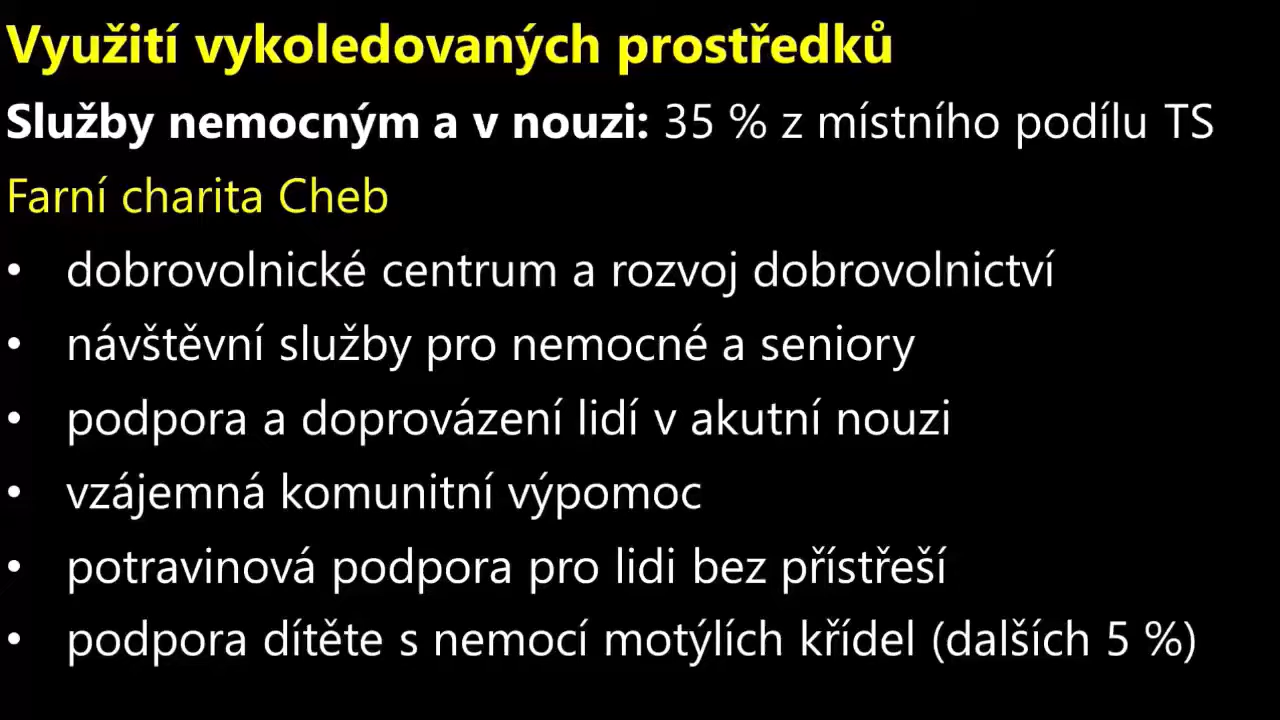 Využití vykoledovaných prostředků
Služby nemocným a v nouzi: 35 % z místního podílu TS
Farní charita Cheb
• dobrovolnické centrum a rozvoj dobrovolnictví
• návštěvní služby pro nemocné a seniory
• podpora a doprovázení lidí v akutní nouzi
• vzájemná komunitní výpomoc
• potravinová podpora pro lidi bez přístřeší
• podpora dítěte s nemocí motýlích křídel (dalších 5 %)